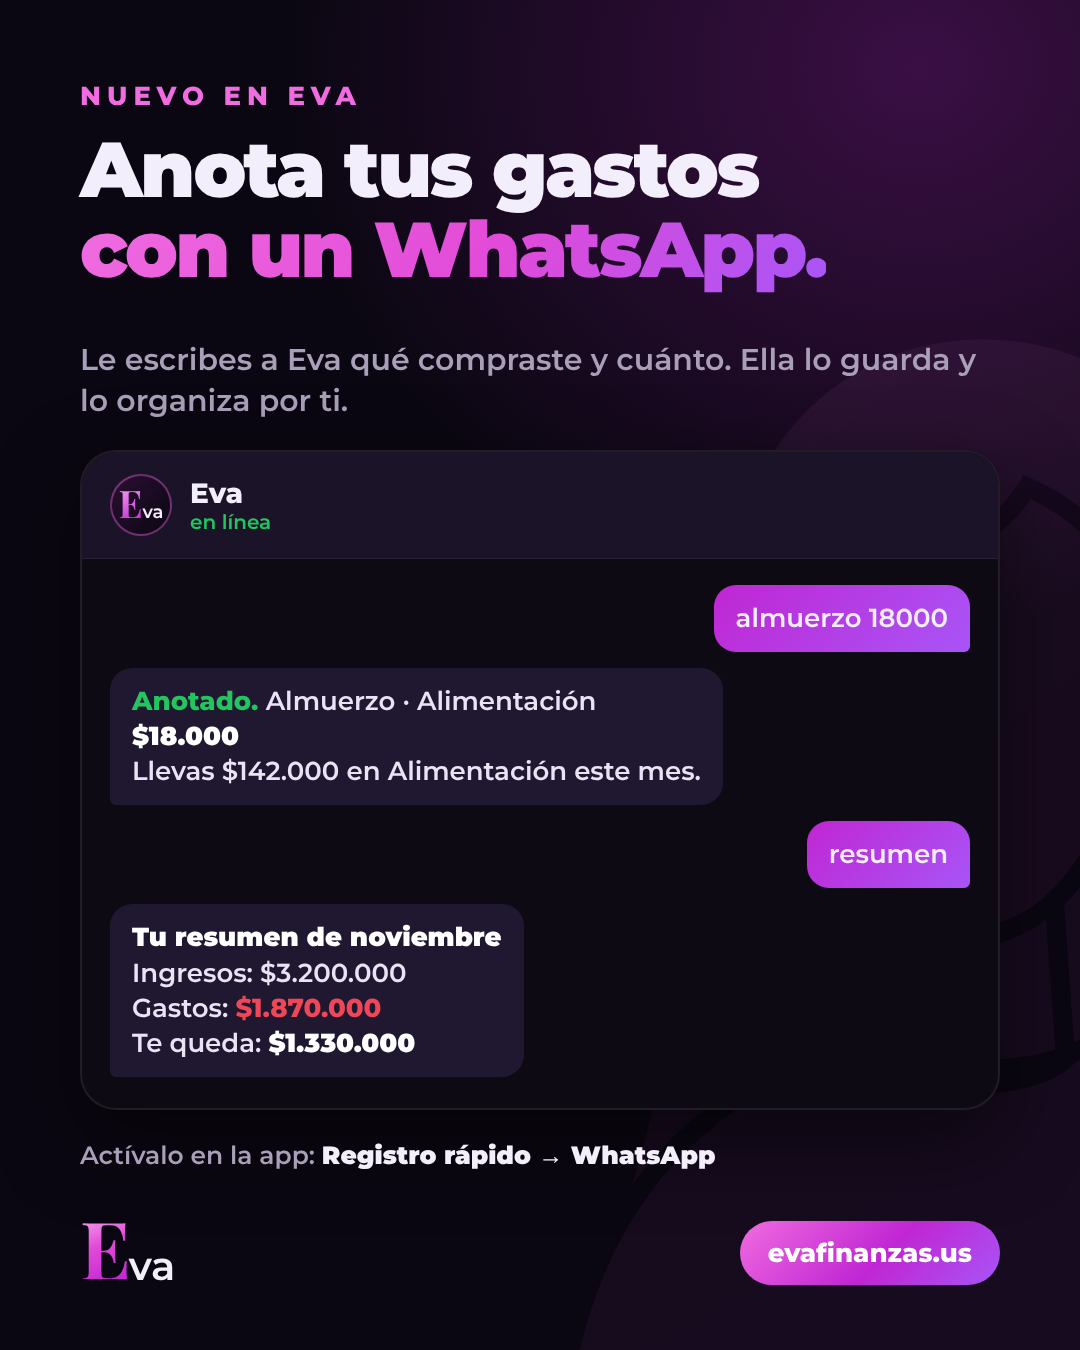 NUEVO EN EVA
Anota tus gastos
con un WhatsApp.
Le escribes a Eva qué compraste y cuánto. Ella lo guarda y
lo organiza por ti.
Eva
Eva
en línea
almuerzo 18000
Anotado. Almuerzo · Alimentación
$18.000
Llevas $142.000 en Alimentación este mes.
resumen
Tu resumen de noviembre
Ingresos: $3.200.000
Gastos: $1.870.000
Te queda: $1.330.000
Actívalo en la app: Registro rápido → WhatsApp
Eva
evafinanzas.us